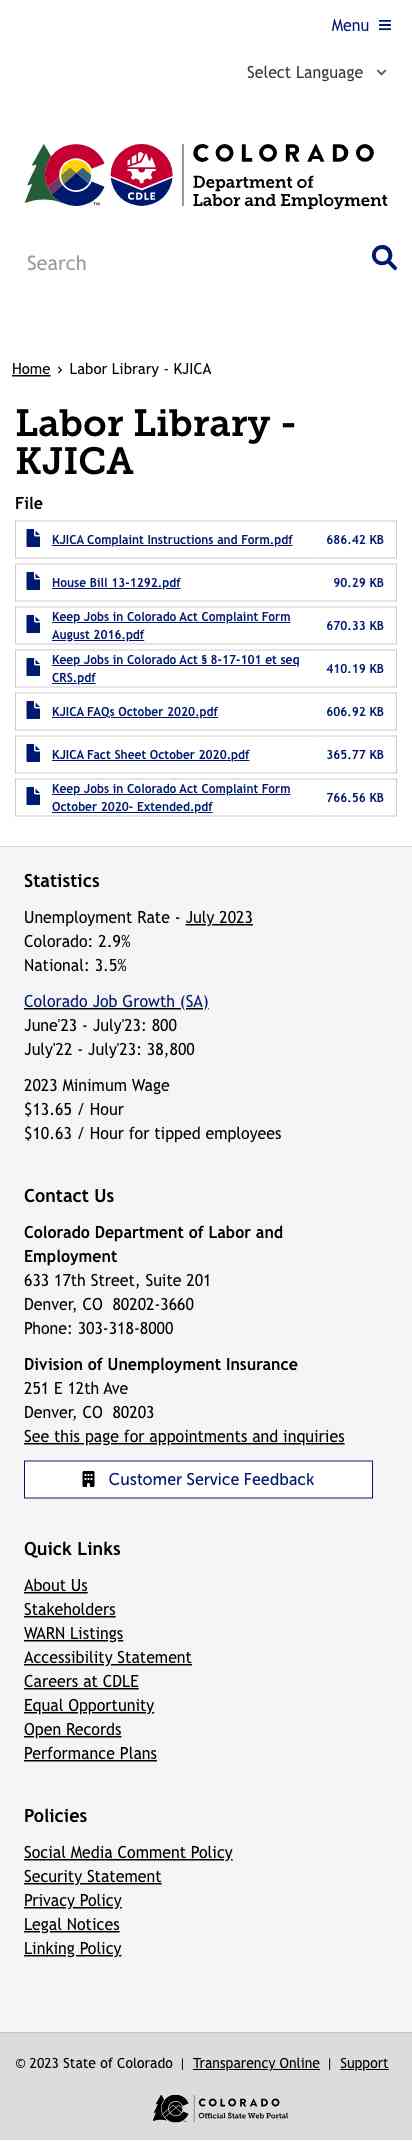 Menu
Select Language
COLORADO
Department of
Labor and Employment
CDLE
TM
Search
Home › Labor Library - KJICA
Labor Library -
KJICA
File
KJICA Complaint Instructions and Form.pdf 686.42 KB
House Bill 13-1292.pdf 90.29 KB
Keep Jobs in Colorado Act Complaint Form
August 2016.pdf 670.33 KB
Keep Jobs in Colorado Act § 8-17-101 et seq
CRS.pdf 410.19 KB
KJICA FAQs October 2020.pdf 606.92 KB
KJICA Fact Sheet October 2020.pdf 365.77 KB
Keep Jobs in Colorado Act Complaint Form
October 2020- Extended.pdf 766.56 KB
Statistics
Unemployment Rate - July 2023
Colorado: 2.9%
National: 3.5%
Colorado Job Growth (SA)
June'23 - July'23: 800
July'22 - July'23: 38,800
2023 Minimum Wage
$13.65 / Hour
$10.63 / Hour for tipped employees
Contact Us
Colorado Department of Labor and
Employment
633 17th Street, Suite 201
Denver, CO  80202-3660
Phone: 303-318-8000
Division of Unemployment Insurance
251 E 12th Ave
Denver, CO  80203
See this page for appointments and inquiries
Customer Service Feedback
Quick Links
About Us
Stakeholders
WARN Listings
Accessibility Statement
Careers at CDLE
Equal Opportunity
Open Records
Performance Plans
Policies
Social Media Comment Policy
Security Statement
Privacy Policy
Legal Notices
Linking Policy
© 2023 State of Colorado | Transparency Online | Support
COLORADO
Official State Web Portal